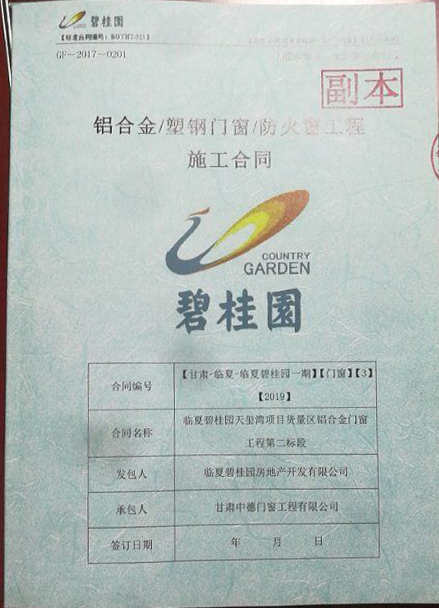 碧桂园
GF-2017-0201
副本
铝合金/塑钢门窗/防火窗工程
施工合同
COUNTRY
GARDEN
碧桂園
合同编号 【甘肃-临夏-临夏碧桂园一期】【门窗】【3】
【2019】
合同名称 临夏碧桂园天玺湾项目货量区铝合金门窗
工程第二标段
发包人 临夏碧桂园房地产开发有限公司
承包人 甘肃中德门窗工程有限公司
签订日期 年 月 日